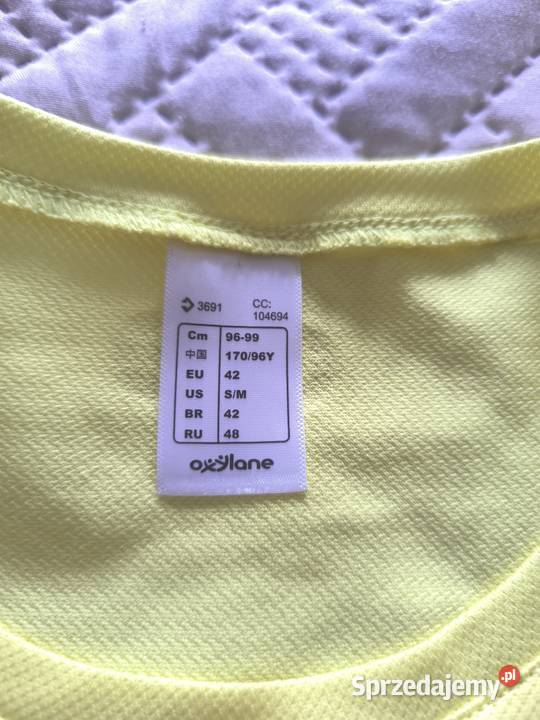 3691 CC:
104694
Cm 96-99
中国 170/96Y
EU 42
US S/M
BR 42
RU 48
oxylane
Sprzedajemy.pl